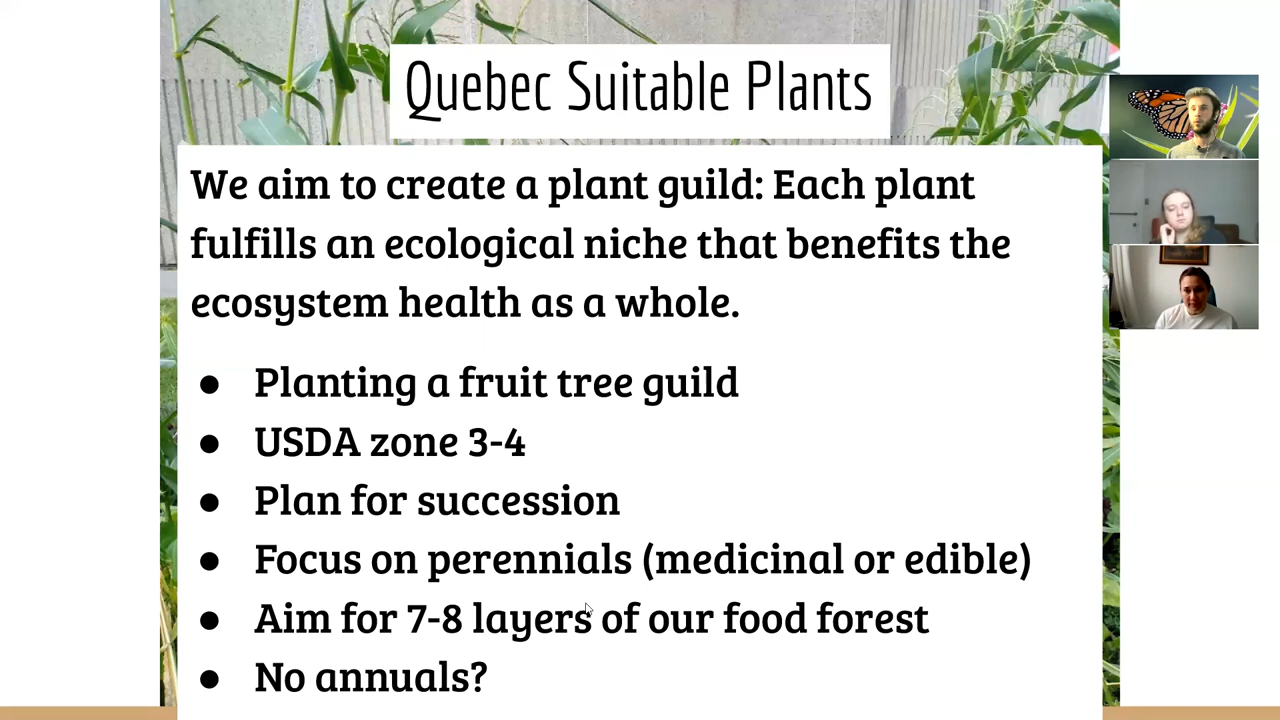 Quebec Suitable Plants
We aim to create a plant guild: Each plant
fulfills an ecological niche that benefits the
ecosystem health as a whole.
● Planting a fruit tree guild
● USDA zone 3-4
● Plan for succession
● Focus on perennials (medicinal or edible)
● Aim for 7-8 layers of our food forest
● No annuals?